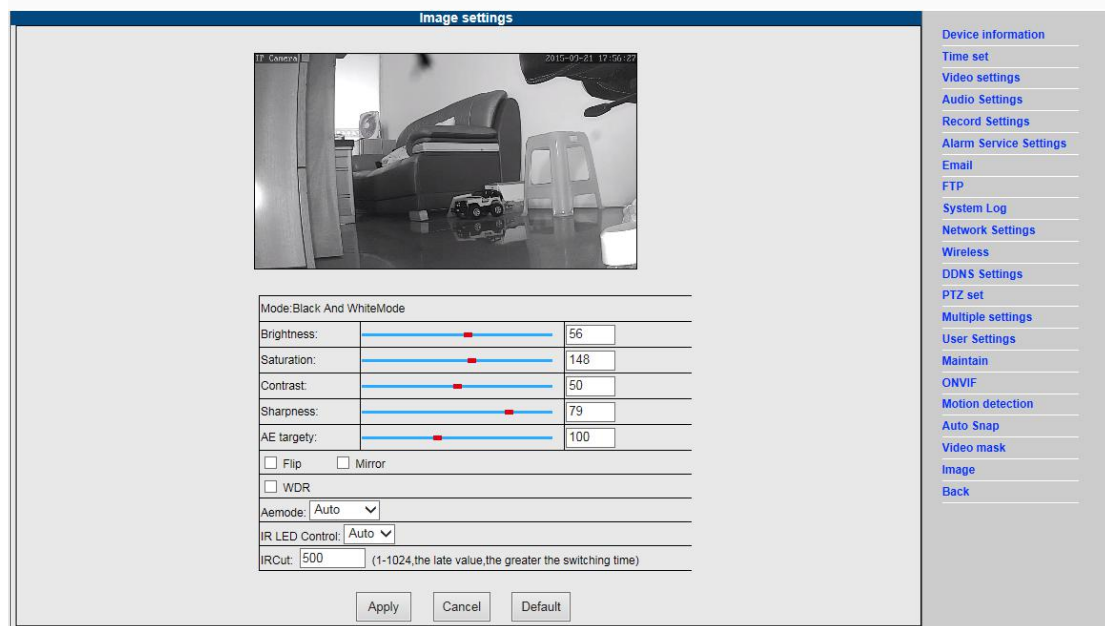 Image settings
IP Camera
2015-09-21 17:56:27
Mode:Black And WhiteMode
Brightness: 56
Saturation: 148
Contrast: 50
Sharpness: 79
AE targety: 100
Flip Mirror
WDR
Aemode: Auto
IR LED Control: Auto
IRCut: 500 (1-1024,the late value,the greater the switching time)
Apply Cancel Default
Device information
Time set
Video settings
Audio Settings
Record Settings
Alarm Service Settings
Email
FTP
System Log
Network Settings
Wireless
DDNS Settings
PTZ set
Multiple settings
User Settings
Maintain
ONVIF
Motion detection
Auto Snap
Video mask
Image
Back